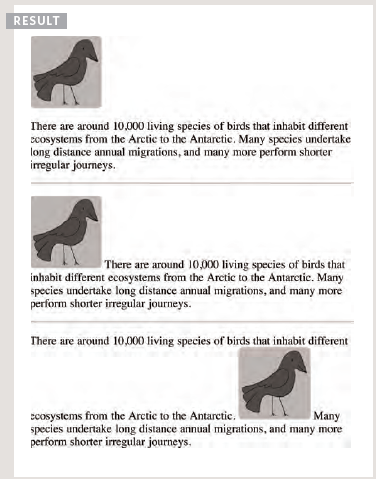 RESULT
There are around 10,000 living species of birds that inhabit different
ecosystems from the Arctic to the Antarctic. Many species undertake
long distance annual migrations, and many more perform shorter
irregular journeys.
There are around 10,000 living species of birds that
inhabit different ecosystems from the Arctic to the Antarctic. Many
species undertake long distance annual migrations, and many more
perform shorter irregular journeys.
There are around 10,000 living species of birds that inhabit different
ecosystems from the Arctic to the Antarctic. Many
species undertake long distance annual migrations, and many more
perform shorter irregular journeys.